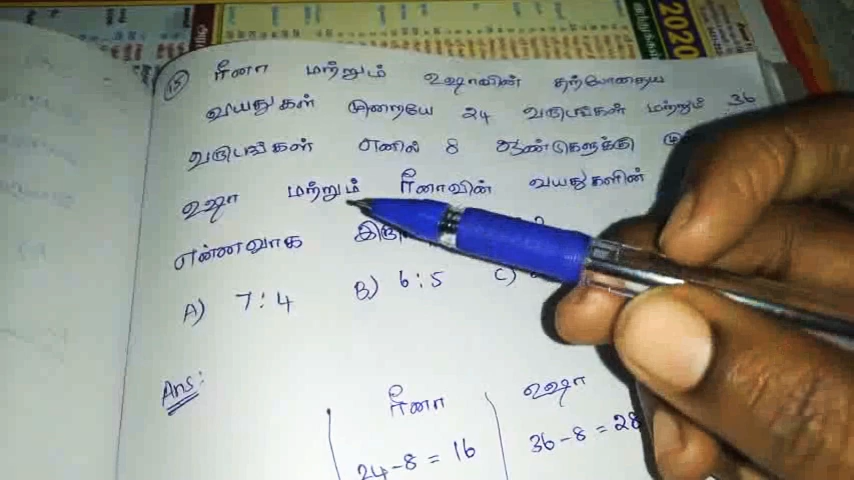 15) ரீனா மற்றும் உஷாவின் தற்போதைய
வயதுகள் முறையே 24 வருடங்கள் மற்றும் 36
வருடங்கள் எனில் 8 ஆண்டுகளுக்கு
உஷா மற்றும் ரீனாவின் வயதுகளின்
என்னவாக
A) 7:4 B) 6:5 C)
Ans:
ரீனா உஷா
24-8 = 16 36-8 = 28
2020